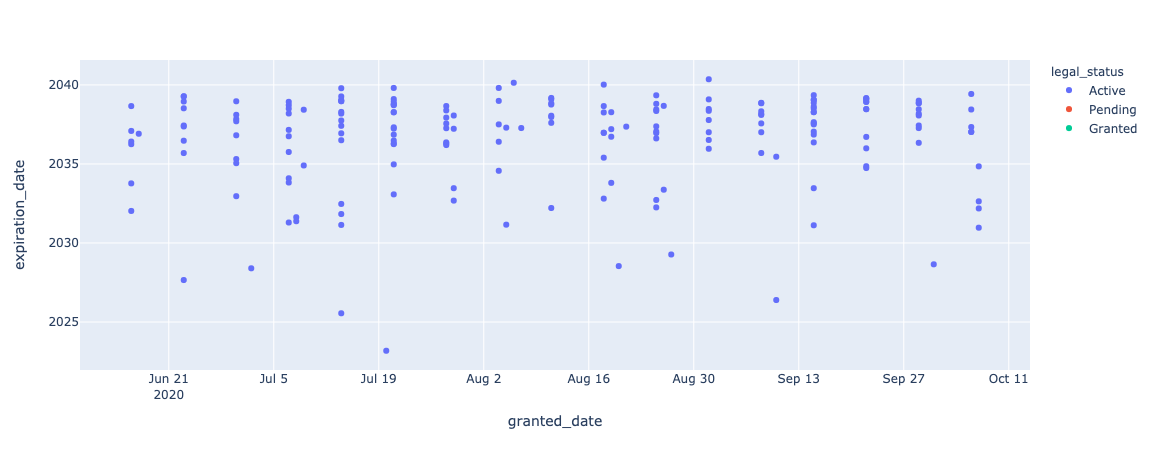 legal_status
Active
Pending
Granted
2040
2035
2030
2025
expiration_date
Jun 21
2020
Jul 5
Jul 19
Aug 2
Aug 16
Aug 30
Sep 13
Sep 27
Oct 11
granted_date